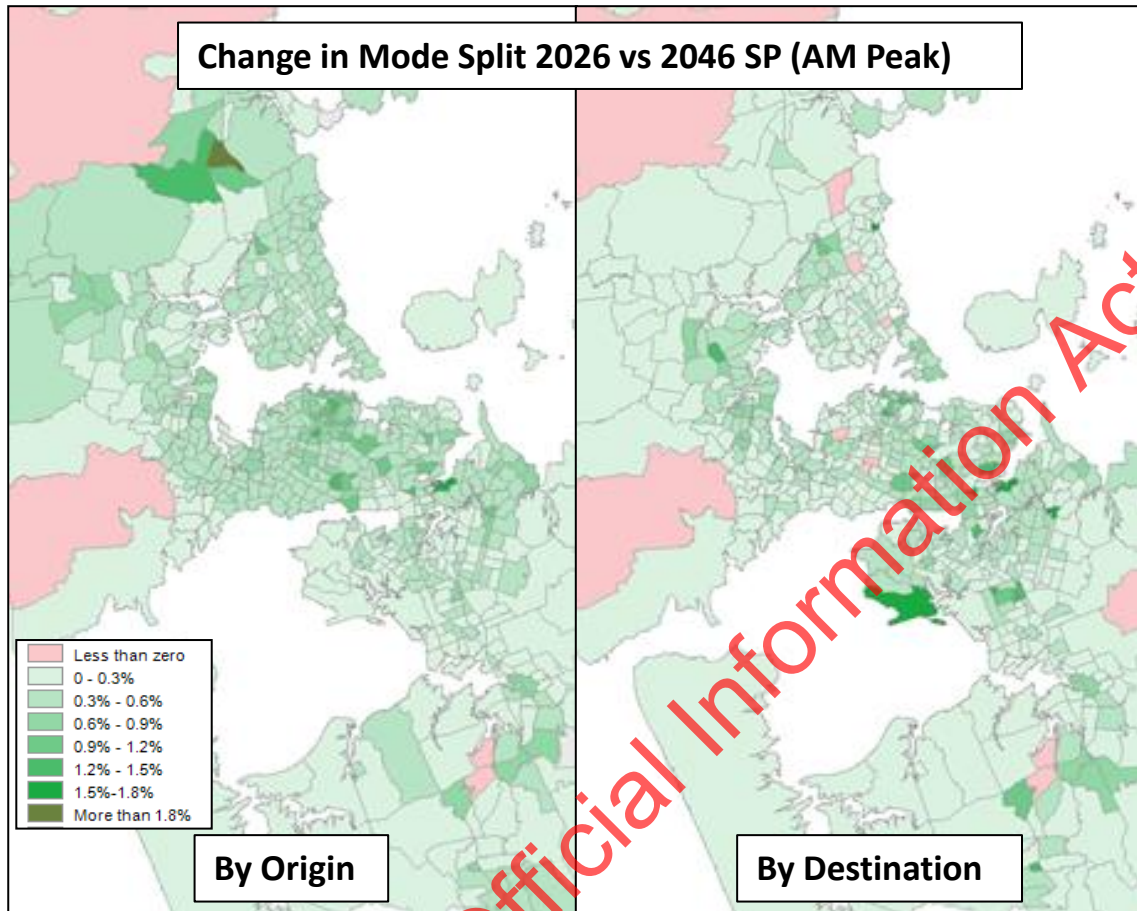 Change in Mode Split 2026 vs 2046 SP (AM Peak)
Less than zero
0 - 0.3%
0.3% - 0.6%
0.6% - 0.9%
0.9% - 1.2%
1.2% - 1.5%
1.5%-1.8%
More than 1.8%
By Origin
By Destination
Official Information Act